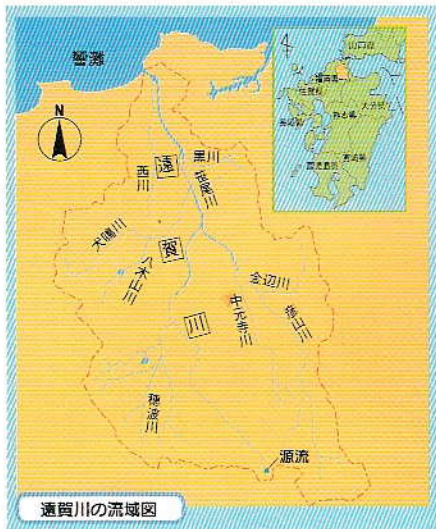 響灘
N
山口県
福岡県
佐賀県
大分県
長崎県
熊本県
宮崎県
鹿児島県
黒川
西川
遠
笹尾川
犬鳴川
賀
八木山川
金辺川
川
中元寺川
彦山川
穂波川
源流
遠賀川の流域図